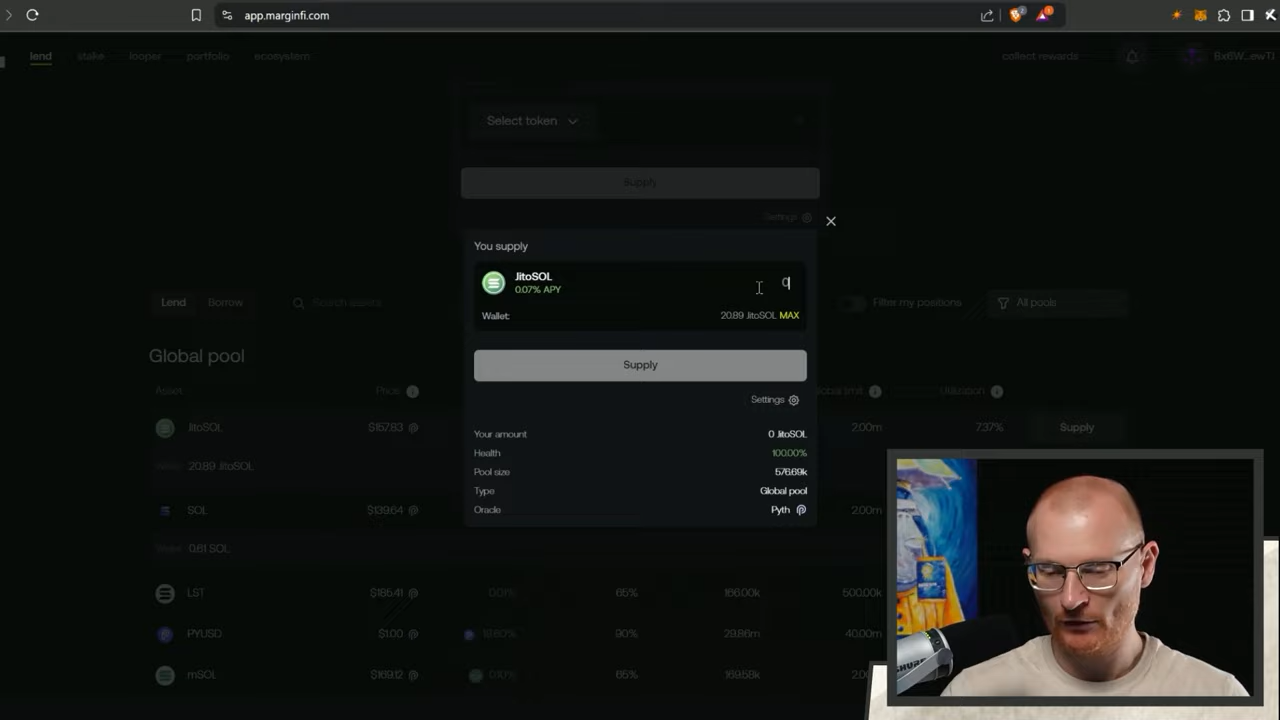 app.marginfi.com
lend stake looper portfolio ecosystem collect rewards
Select token
Supply
Settings
You supply
JitoSOL
0.07% APY
Wallet: 20.89 JitoSOL MAX
Supply
Settings
Lend Borrow Search assets Filter my positions All pools
Global pool
Asset Price Global limit Utilization
JitoSOL $157.83 2.00m 7.37% Supply
Wallet 20.89 JitoSOL
Your amount 0 JitoSOL
Health 100.00%
Pool size 576.69k
Type Global pool
Oracle Pyth
SOL $139.64 2.00m
Wallet 0.61 SOL
LST $185.41 65% 166.00k 500.00k
PYUSD $1.00 90% 29.86m 40.00m
mSOL $169.12 65% 169.58k